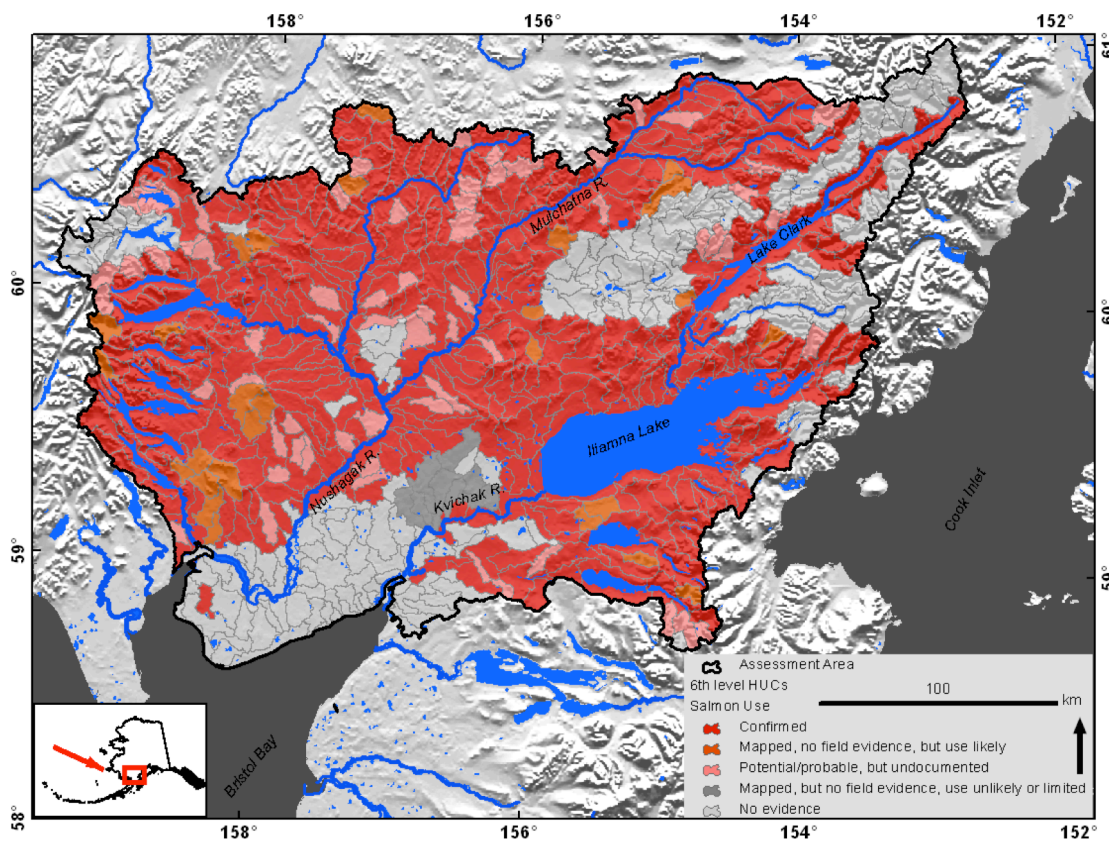 158°
156°
154°
152°
61°
60°
60°
59°
59°
58°
158°
156°
154°
152°
Mulchatna R.
Lake Clark
Iliamna Lake
Nushagak R.
Kvichak R.
Cook Inlet
Bristol Bay
Assessment Area
6th level HUCs
100
km
Salmon Use
Confirmed
Mapped, no field evidence, but use likely
Potential/probable, but undocumented
Mapped, but no field evidence, use unlikely or limited
No evidence